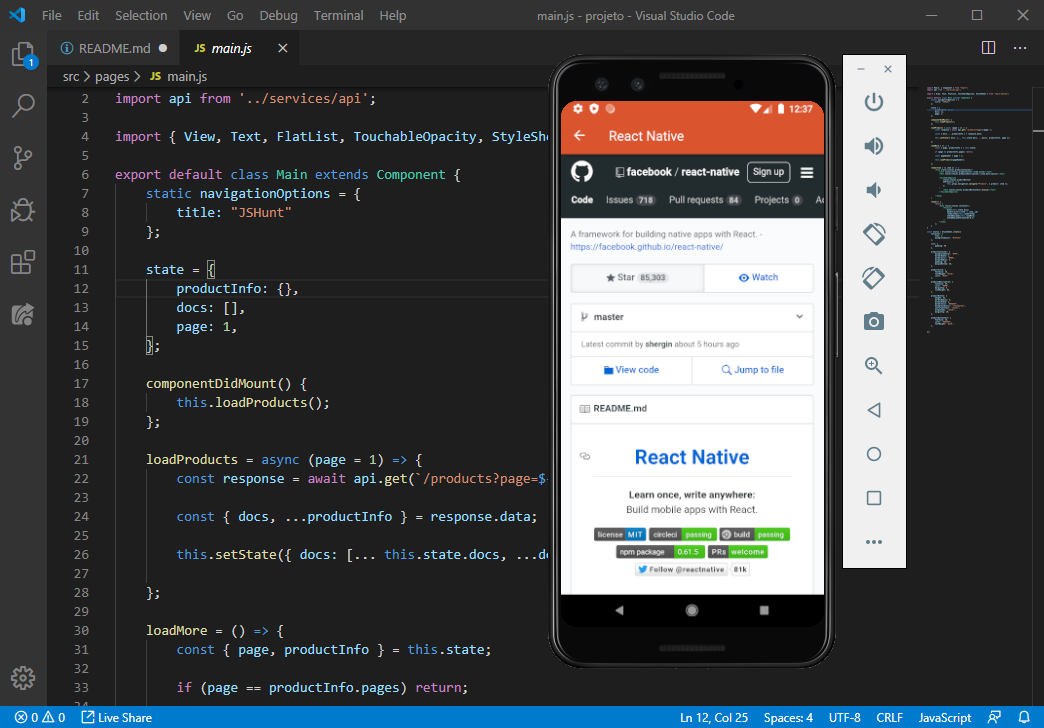 File Edit Selection View Go Debug Terminal Help
main.js - projeto - Visual Studio Code
README.md
JS main.js
src > pages > JS main.js
1
2 import api from '../services/api';
3
4 import { View, Text, FlatList, TouchableOpacity, StyleShe
5
6 export default class Main extends Component {
7 static navigationOptions = {
8 title: "JSHunt"
9 };
10
11 state = {
12 productInfo: {},
13 docs: [],
14 page: 1,
15 };
16
17 componentDidMount() {
18 this.loadProducts();
19 };
20
21 loadProducts = async (page = 1) => {
22 const response = await api.get(`/products?page=$
23
24 const { docs, ...productInfo } = response.data;
25
26 this.setState({ docs: [... this.state.docs, ...do
27
28 };
29
30 loadMore = () => {
31 const { page, productInfo } = this.state;
32
33 if (page == productInfo.pages) return;
34
12:37
React Native
facebook / react-native Sign up
Code Issues 718 Pull requests 84 Projects 0 A
A framework for building native apps with React. -
https://facebook.github.io/react-native/
Star 85,303 Watch
master
Latest commit by shergin about 5 hours ago
View code Jump to file
README.md
React Native
Learn once, write anywhere:
Build mobile apps with React.
license MIT circleci passing build passing
npm package 0.61.5 PRs welcome
Follow @reactnative 81k
0 0 Live Share
Ln 12, Col 25 Spaces: 4 UTF-8 CRLF JavaScript